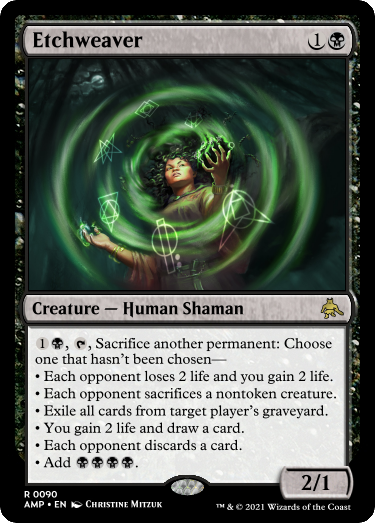 Etchweaver 1
Creature — Human Shaman
1, , Sacrifice another permanent: Choose
one that hasn't been chosen—
• Each opponent loses 2 life and you gain 2 life.
• Each opponent sacrifices a nontoken creature.
• Exile all cards from target player's graveyard.
• You gain 2 life and draw a card.
• Each opponent discards a card.
• Add .
2/1
R 0090
AMP • EN Christine Mitzuk
™ & © 2021 Wizards of the Coast